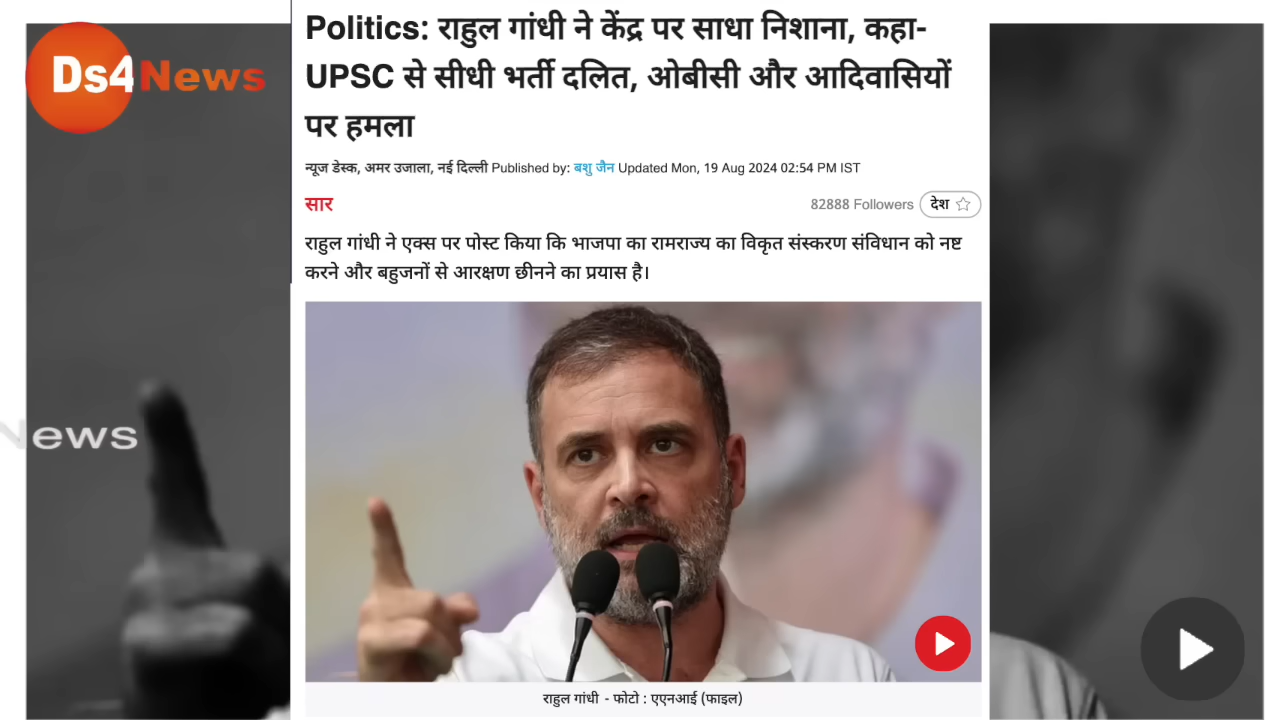 Ds4News
Politics: राहुल गांधी ने केंद्र पर साधा निशाना, कहा-
UPSC से सीधी भर्ती दलित, ओबीसी और आदिवासियों
पर हमला
न्यूज डेस्क, अमर उजाला, नई दिल्ली Published by: बशु जैन Updated Mon, 19 Aug 2024 02:54 PM IST
सार
82888 Followers देश
राहुल गांधी ने एक्स पर पोस्ट किया कि भाजपा का रामराज्य का विकृत संस्करण संविधान को नष्ट
करने और बहुजनों से आरक्षण छीनने का प्रयास है।
News
राहुल गांधी - फोटो : एएनआई (फाइल)